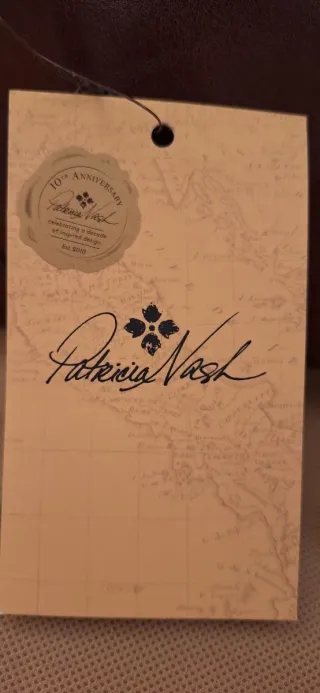 10TH ANNIVERSARY
Patricia Nash
celebrating a decade
of inspired design
Est. 2010
Patricia Nash